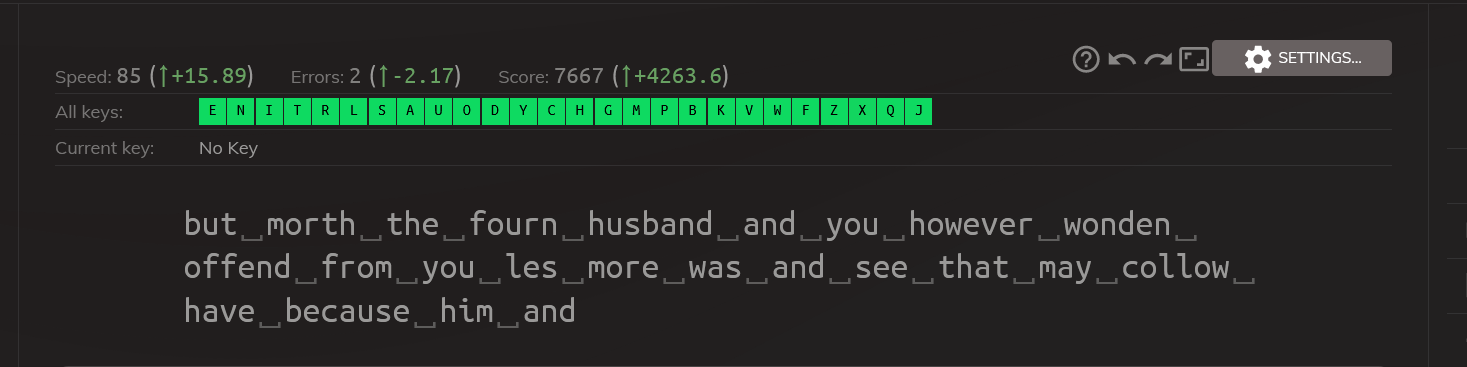 Speed: 85 (↑+15.89) Errors: 2 (↑-2.17) Score: 7667 (↑+4263.6)
SETTINGS...
All keys: E N I T R L S A U O D Y C H G M P B K V W F Z X Q J
Current key: No Key
but␣morth␣the␣fourn␣husband␣and␣you␣however␣wonden␣
offend␣from␣you␣les␣more␣was␣and␣see␣that␣may␣collow␣
have␣because␣him␣and